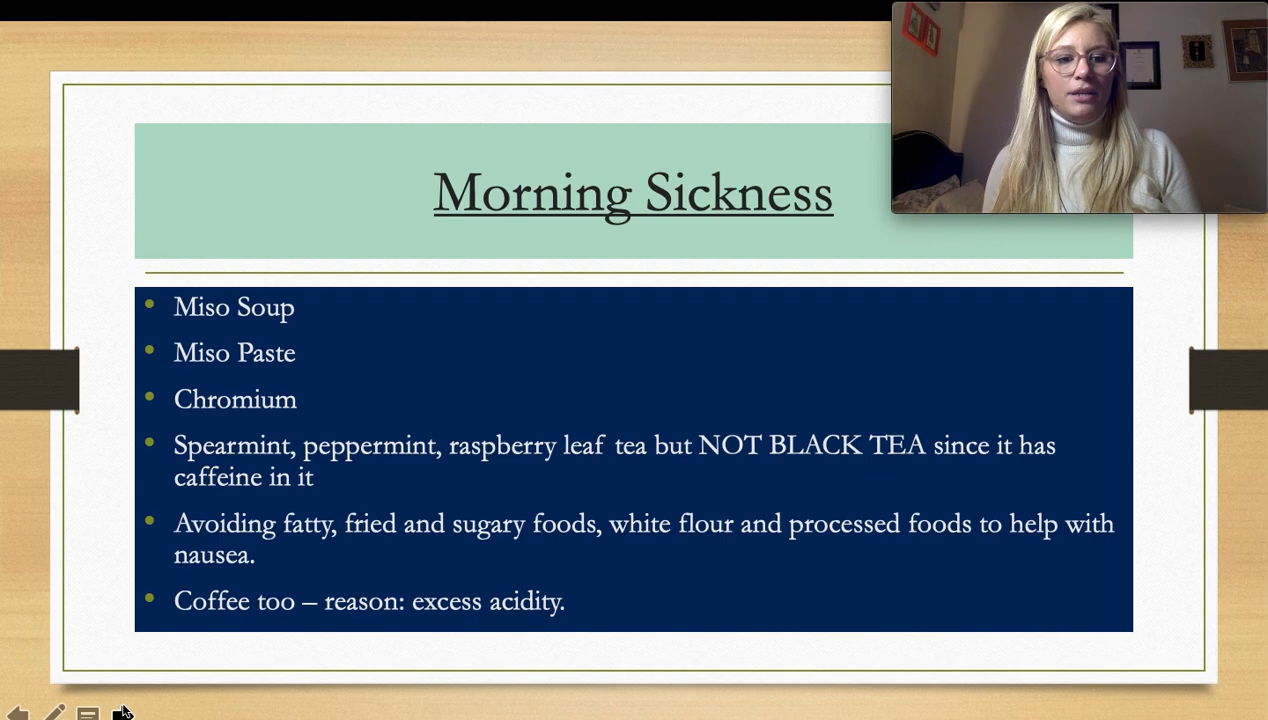 Morning Sickness
Miso Soup
Miso Paste
Chromium
Spearmint, peppermint, raspberry leaf tea but NOT BLACK TEA since it has
caffeine in it
Avoiding fatty, fried and sugary foods, white flour and processed foods to help with
nausea.
Coffee too – reason: excess acidity.